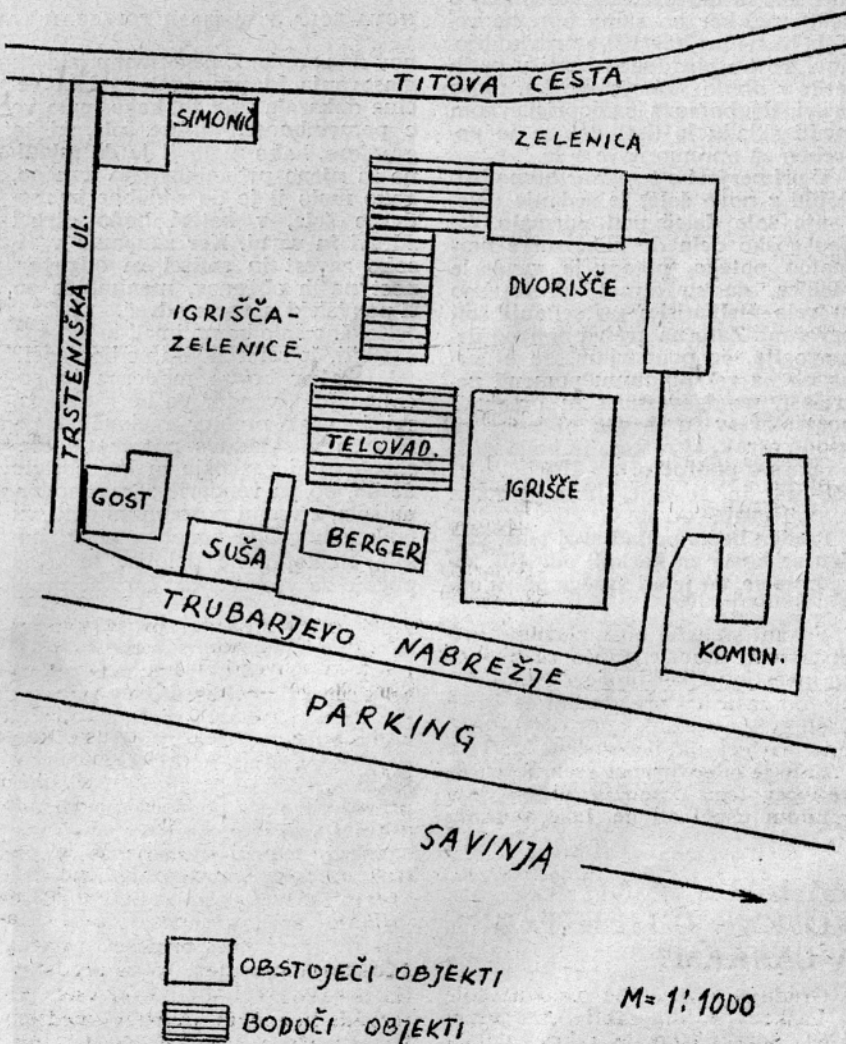 TITOVA CESTA
SIMONIČ
ZELENICA
TRSTENIŠKA UL.
DVORIŠČE
IGRIŠČA-
ZELENICE
TELOVAD.
IGRIŠČE
GOST
SUŠA
BERGER
KOMON.
TRUBARJEVO NABREŽJE
PARKING
SAVINJA
OBSTOJEČI OBJEKTI
M= 1:1000
BODOČI OBJEKTI